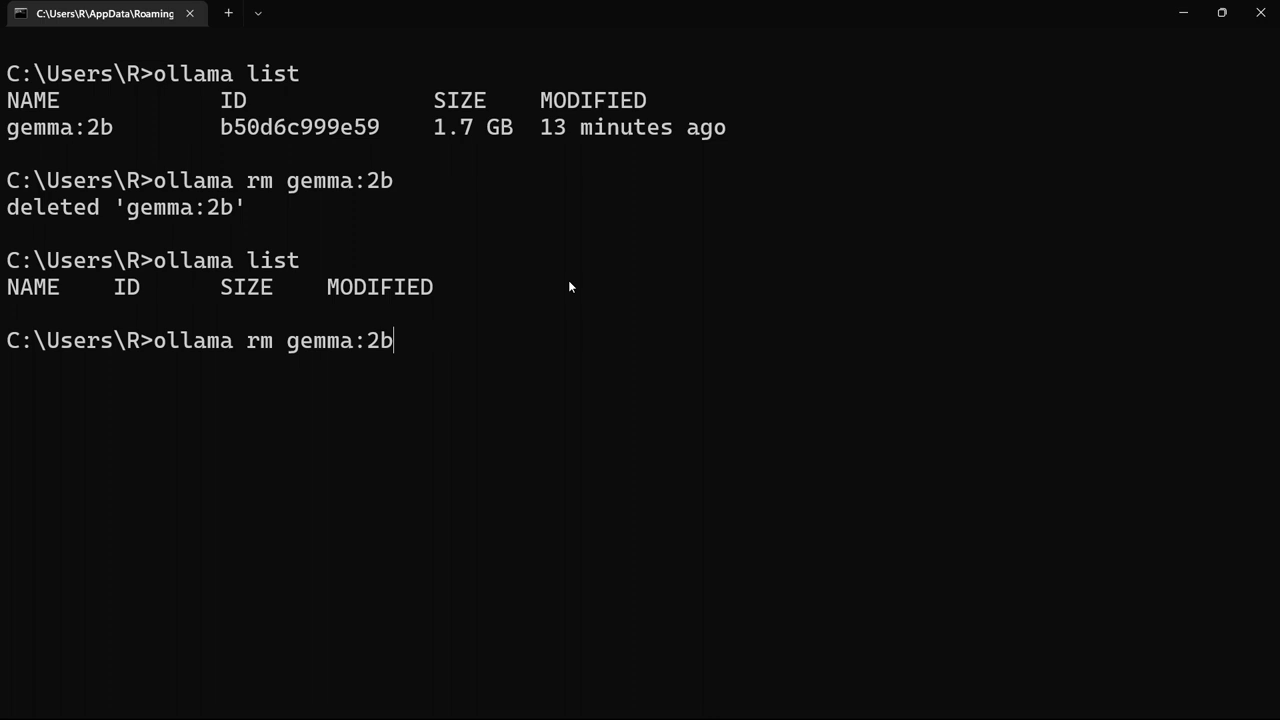 C:\Users\R\AppData\Roaming
C:\Users\R>ollama list
NAME ID SIZE MODIFIED
gemma:2b b50d6c999e59 1.7 GB 13 minutes ago
C:\Users\R>ollama rm gemma:2b
deleted 'gemma:2b'
C:\Users\R>ollama list
NAME ID SIZE MODIFIED
C:\Users\R>ollama rm gemma:2b